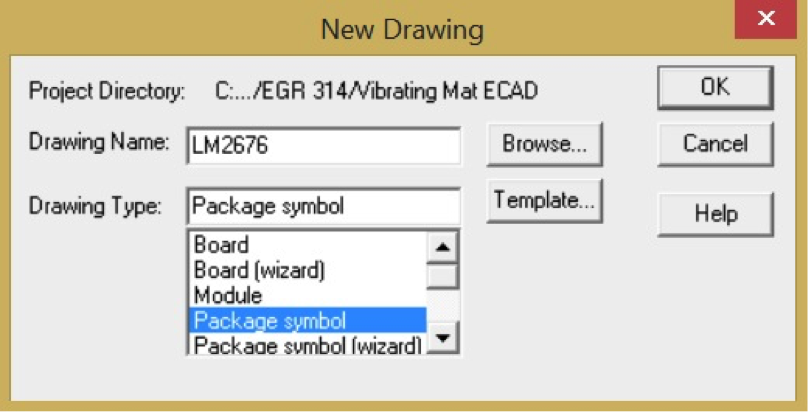 New Drawing
x
Project Directory: C:.../EGR 314/Vibrating Mat ECAD
OK
Drawing Name: LM2676
Browse...
Cancel
Drawing Type: Package symbol
Template...
Help
Board
Board (wizard)
Module
Package symbol
Package symbol (wizard)